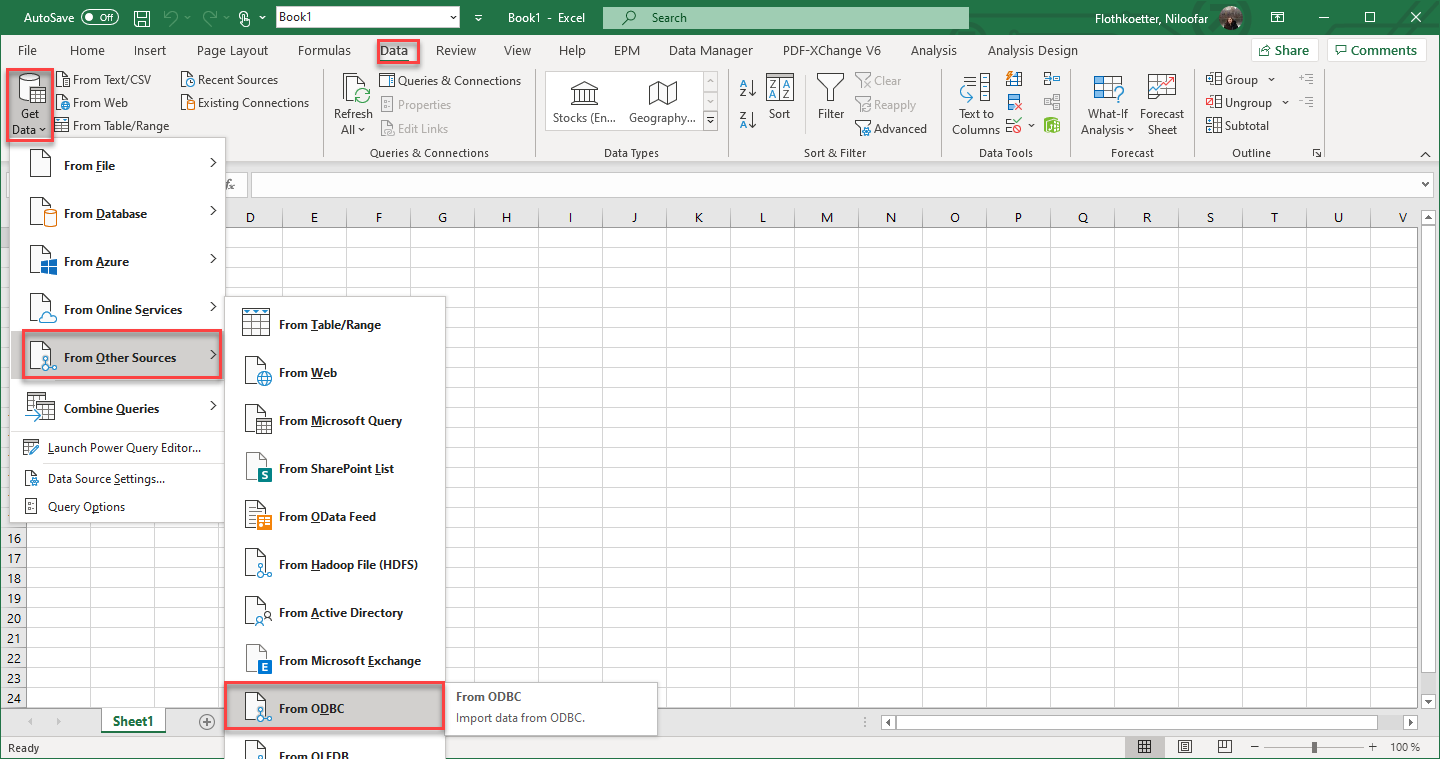 AutoSave Off Book1 Book1 - Excel Search Flothkoetter, Niloofar
File Home Insert Page Layout Formulas Data Review View Help EPM Data Manager PDF-XChange V6 Analysis Analysis Design Share Comments
Get Data
From Text/CSV
From Web
From Table/Range
Recent Sources
Existing Connections
Refresh All
Queries & Connections
Properties
Edit Links
Queries & Connections
Stocks (En...
Geography...
Data Types
Sort
Filter
Clear
Reapply
Advanced
Sort & Filter
Text to Columns
Data Tools
What-If Analysis
Forecast Sheet
Forecast
Group
Ungroup
Subtotal
Outline
fx
D E F G H I J K L M N O P Q R S T U V
From File
From Database
From Azure
From Online Services
From Other Sources
Combine Queries
Launch Power Query Editor...
Data Source Settings...
Query Options
From Table/Range
From Web
From Microsoft Query
From SharePoint List
From OData Feed
From Hadoop File (HDFS)
From Active Directory
From Microsoft Exchange
From ODBC
From OLEDB
From ODBC
Import data from ODBC.
16
17
18
19
20
21
22
23
24
Sheet1
Ready
100 %